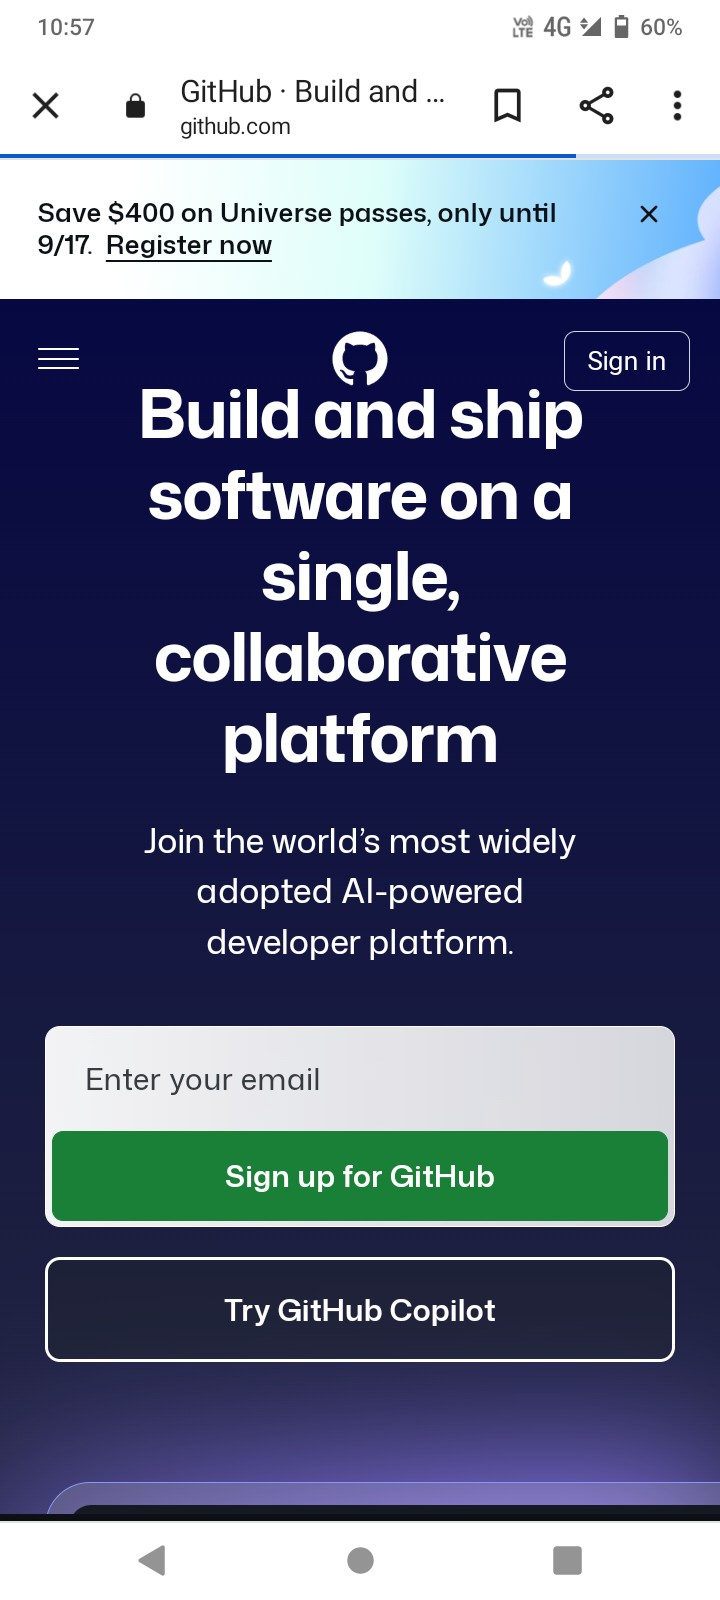 10:57
Vo) LTE 4G 60%
GitHub · Build and ...
github.com
Save $400 on Universe passes, only until
9/17. Register now
Sign in
Build and ship
software on a
single,
collaborative
platform
Join the world’s most widely
adopted AI-powered
developer platform.
Enter your email
Sign up for GitHub
Try GitHub Copilot